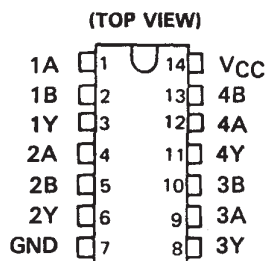 (TOP VIEW)
1A 1 14 VCC
1B 2 13 4B
1Y 3 12 4A
2A 4 11 4Y
2B 5 10 3B
2Y 6 9 3A
GND 7 8 3Y